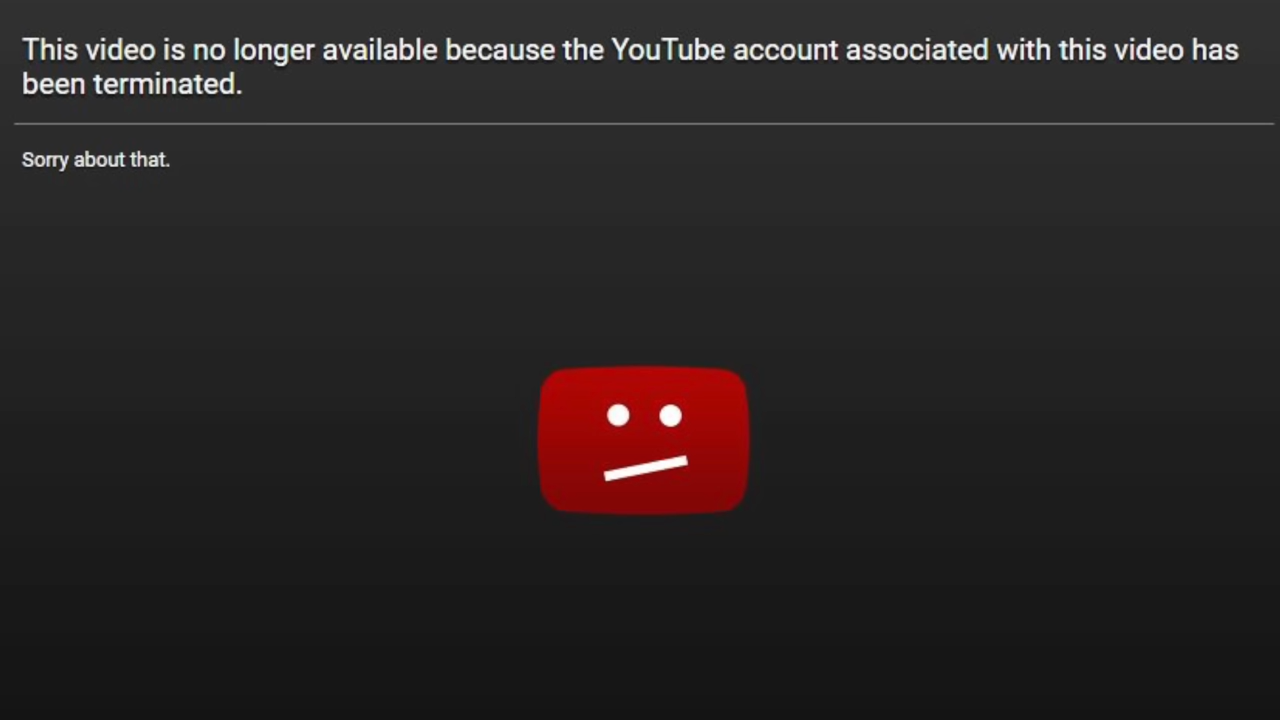 This video is no longer available because the YouTube account associated with this video has
been terminated.
Sorry about that.